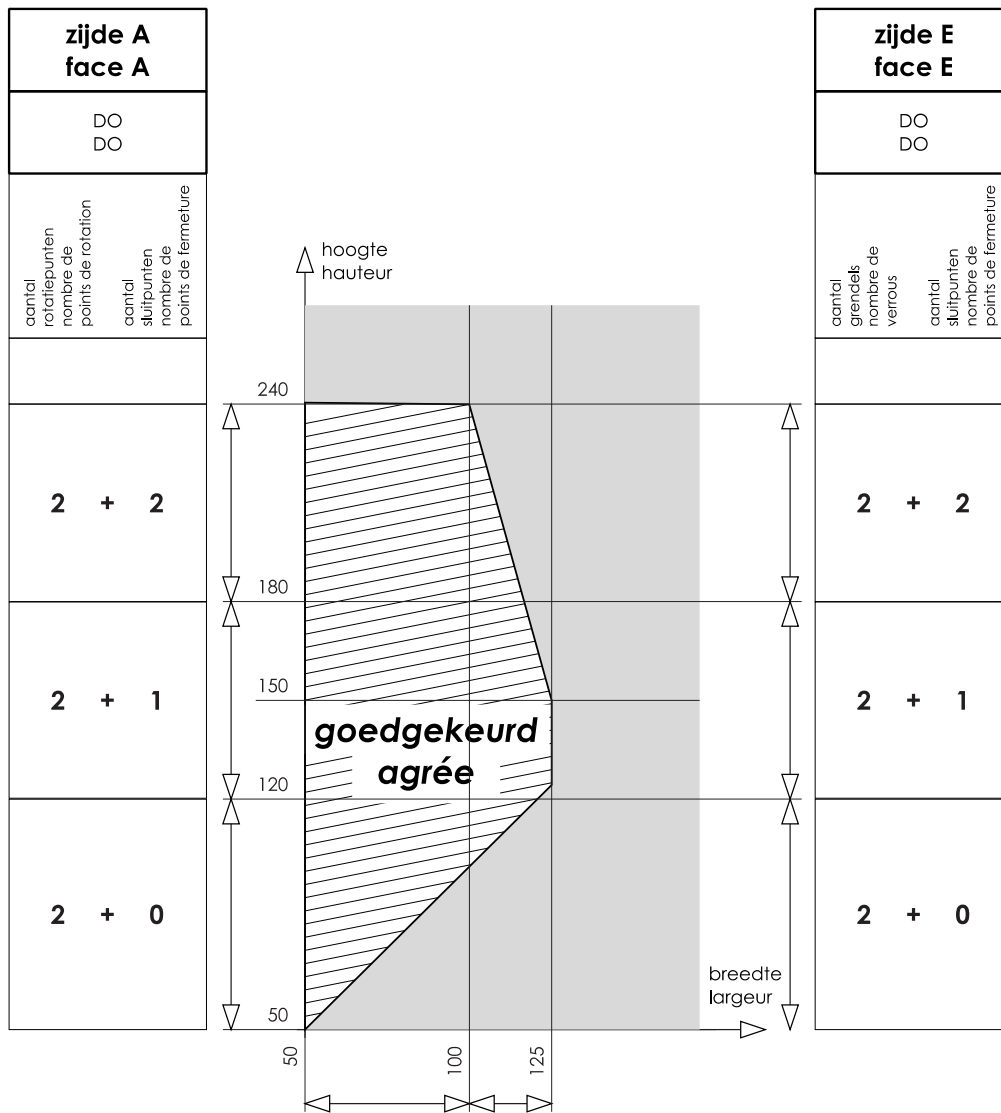 zijde A
face A
DO
DO
aantal
rotatiepunten
nombre de
points de rotation
aantal
sluitpunten
nombre de
points de fermeture
2 + 2
2 + 1
2 + 0
hoogte
hauteur
240
180
150
120
50
goedgekeurd
agrée
breedte
largeur
50
100
125
zijde E
face E
DO
DO
aantal
grendels
nombre de
verrous
aantal
sluitpunten
nombre de
points de fermeture
2 + 2
2 + 1
2 + 0